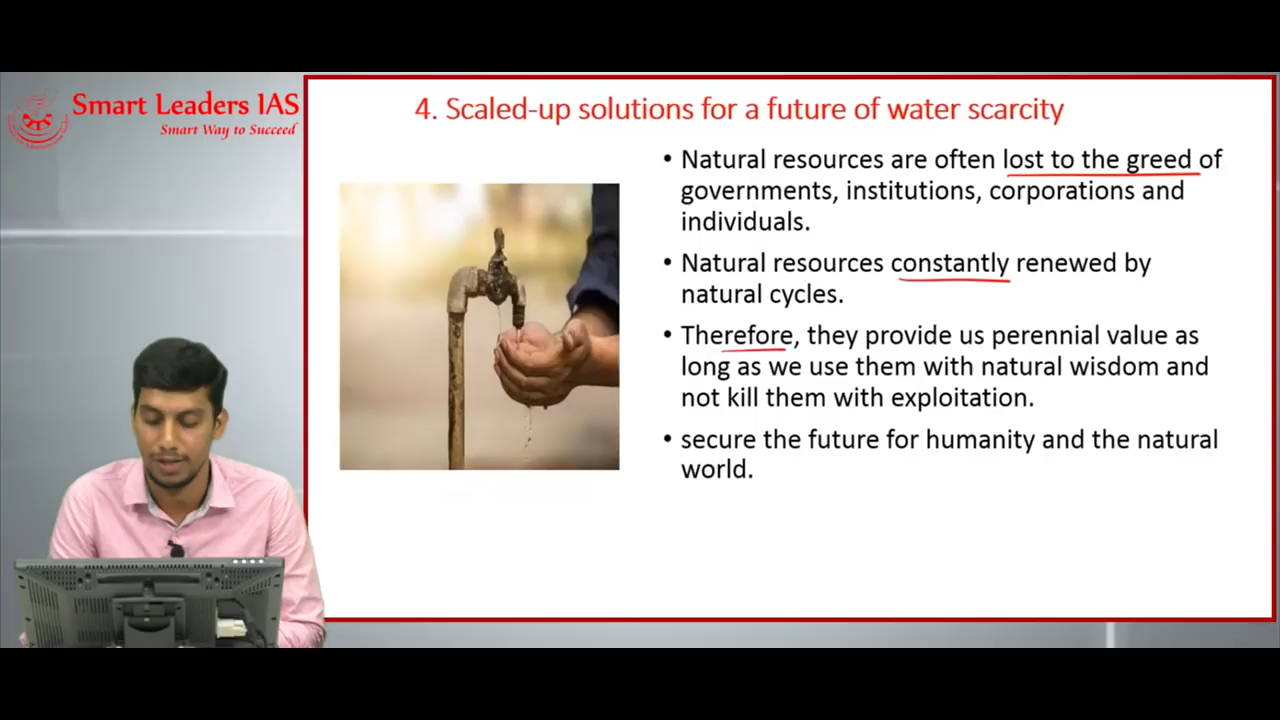 Smart Leaders IAS
Smart Way to Succeed
4. Scaled-up solutions for a future of water scarcity
• Natural resources are often lost to the greed of
governments, institutions, corporations and
individuals.
• Natural resources constantly renewed by
natural cycles.
• Therefore, they provide us perennial value as
long as we use them with natural wisdom and
not kill them with exploitation.
• secure the future for humanity and the natural
world.